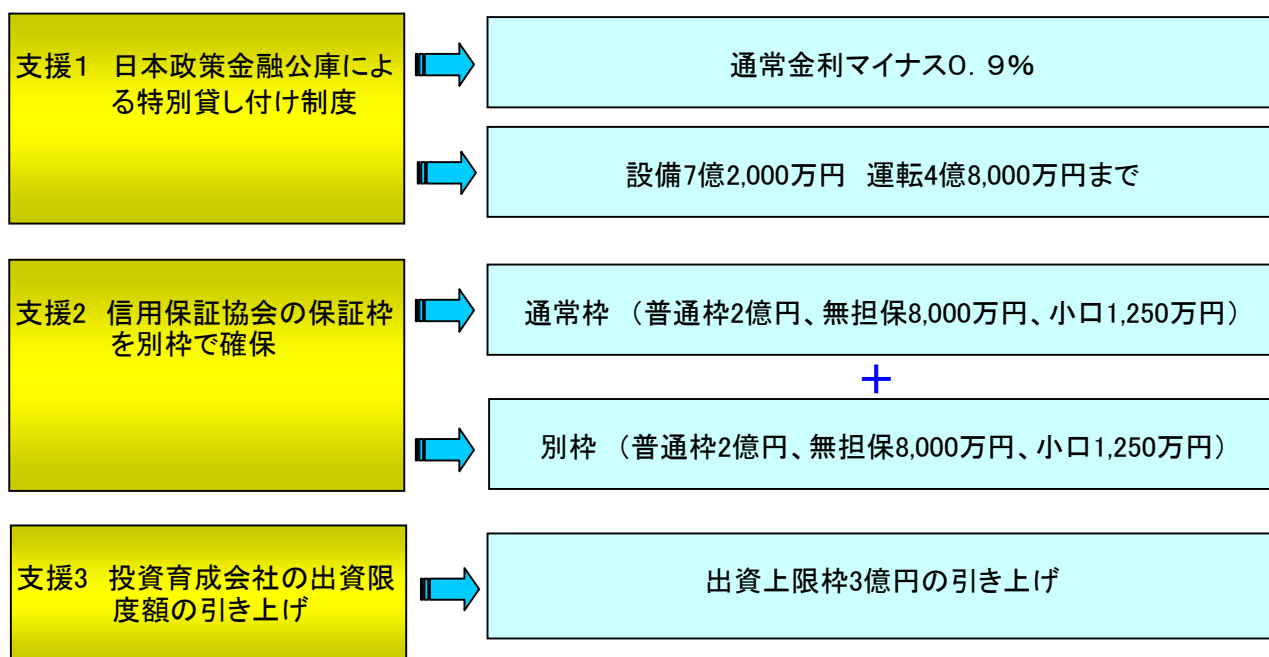 支援1 日本政策金融公庫によ
る特別貸し付け制度
通常金利マイナス０．９％
設備7億2,000万円 運転4億8,000万円まで
支援2 信用保証協会の保証枠
を別枠で確保
通常枠 （普通枠2億円、無担保8,000万円、小口1,250万円）
＋
別枠 （普通枠2億円、無担保8,000万円、小口1,250万円）
支援3 投資育成会社の出資限
度額の引き上げ
出資上限枠3億円の引き上げ